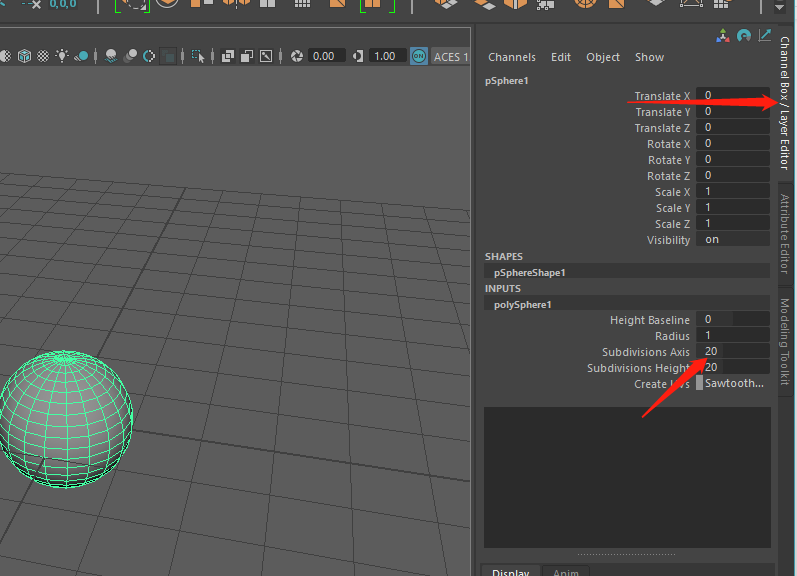 0,0,0
0.00
1.00
ON
ACES 1
Channels Edit Object Show
pSphere1
Translate X 0
Translate Y 0
Translate Z 0
Rotate X 0
Rotate Y 0
Rotate Z 0
Scale X 1
Scale Y 1
Scale Z 1
Visibility on
SHAPES
pSphereShape1
INPUTS
polySphere1
Height Baseline 0
Radius 1
Subdivisions Axis 20
Subdivisions Height 20
Create UVs Sawtooth...
Display Anim
Channel Box / Layer Editor
Attribute Editor
Modeling Toolkit